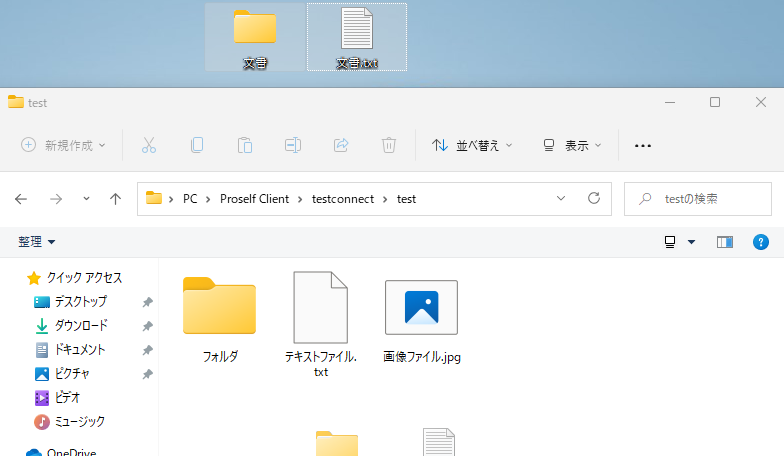 文書
文書.txt
test
新規作成
並べ替え
表示
PC > Proself Client > testconnect > test
testの検索
整理
クイック アクセス
デスクトップ
ダウンロード
ドキュメント
ピクチャ
ビデオ
ミュージック
OneDrive
フォルダ
テキストファイル.
txt
画像ファイル.jpg